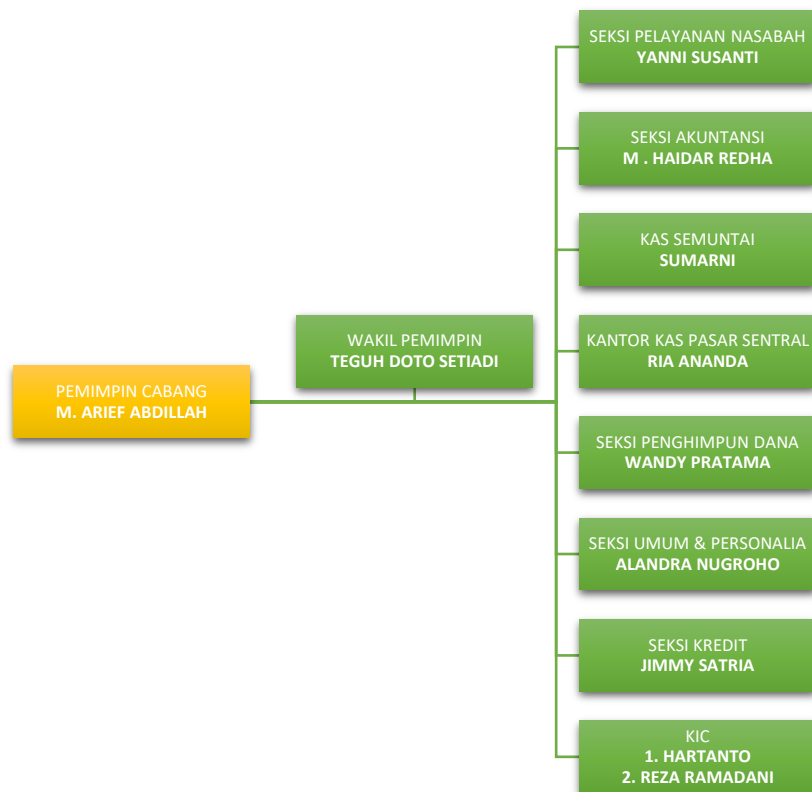 PEMIMPIN CABANG
M. ARIEF ABDILLAH
WAKIL PEMIMPIN
TEGUH DOTO SETIADI
SEKSI PELAYANAN NASABAH
YANNI SUSANTI
SEKSI AKUNTANSI
M . HAIDAR REDHA
KAS SEMUNTAI
SUMARNI
KANTOR KAS PASAR SENTRAL
RIA ANANDA
SEKSI PENGHIMPUN DANA
WANDY PRATAMA
SEKSI UMUM & PERSONALIA
ALANDRA NUGROHO
SEKSI KREDIT
JIMMY SATRIA
KIC
1. HARTANTO
2. REZA RAMADANI